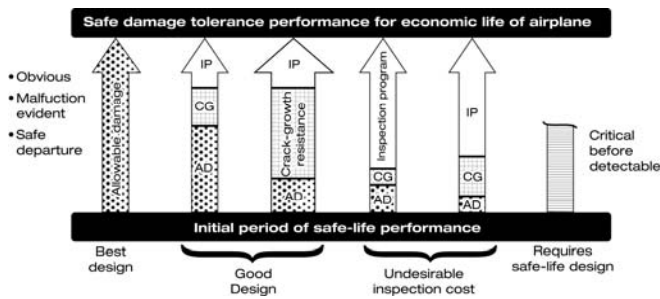 Safe damage tolerance performance for economic life of airplane
• Obvious
• Malfuction
evident
• Safe
departure
Allowable damage
IP
CG
AD
IP
Crack-growth
resistance
AD
Inspection program
CG
AD
IP
CG
AD
Critical
before
detectable
Initial period of safe-life performance
Best
design
Good
Design
Undesirable
inspection cost
Requires
safe-life design